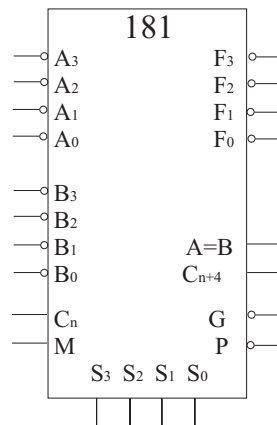 181
A₃ F₃
A₂ F₂
A₁ F₁
A₀ F₀
B₃
B₂
B₁ A=B
B₀ Cₙ₊₄
Cₙ G
M P
S₃ S₂ S₁ S₀